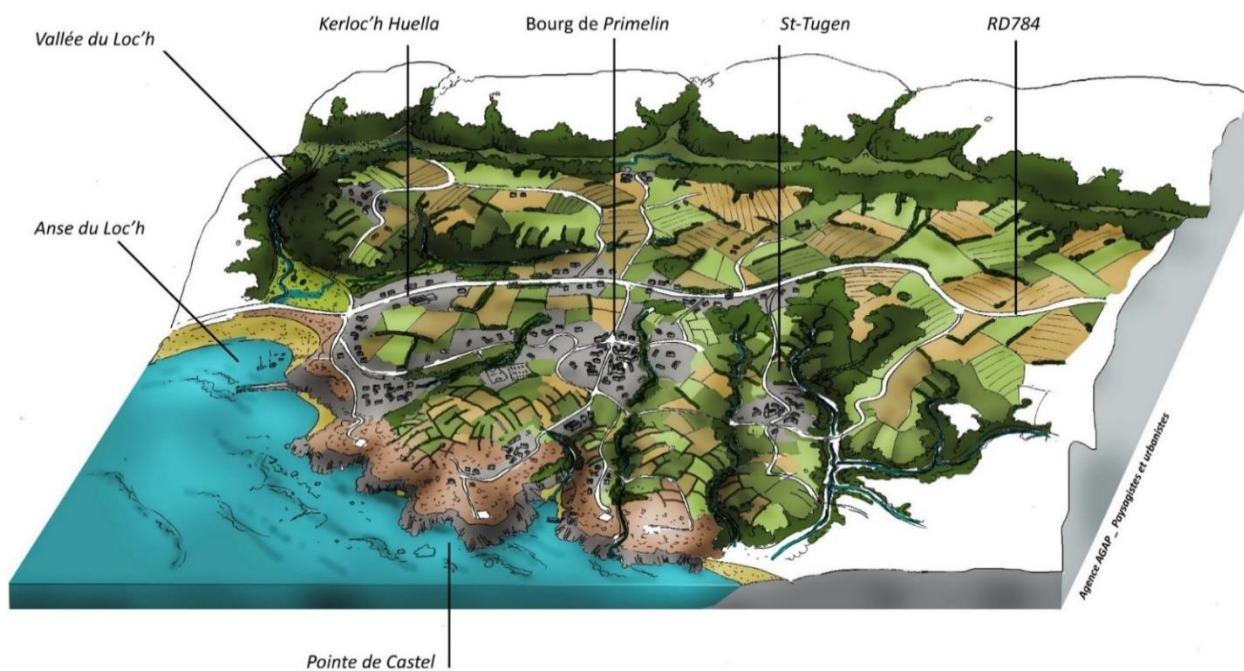 Kerloc'h Huella
Bourg de Primelin
St-Tugen
RD784
Vallée du Loc'h
Anse du Loc'h
Agence AGAP _ Paysagistes et urbanistes
Pointe de Castel